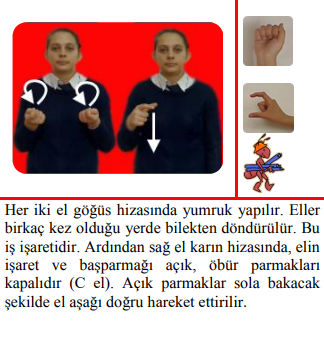 Her iki el göğüs hizasında yumruk yapılır. Eller
birkaç kez olduğu yerde bilekten döndürülür. Bu
iş işaretidir. Ardından sağ el karın hizasında, elin
işaret ve başparmağı açık, öbür parmakları
kapalıdır (C el). Açık parmaklar sola bakacak
şekilde el aşağı doğru hareket ettirilir.